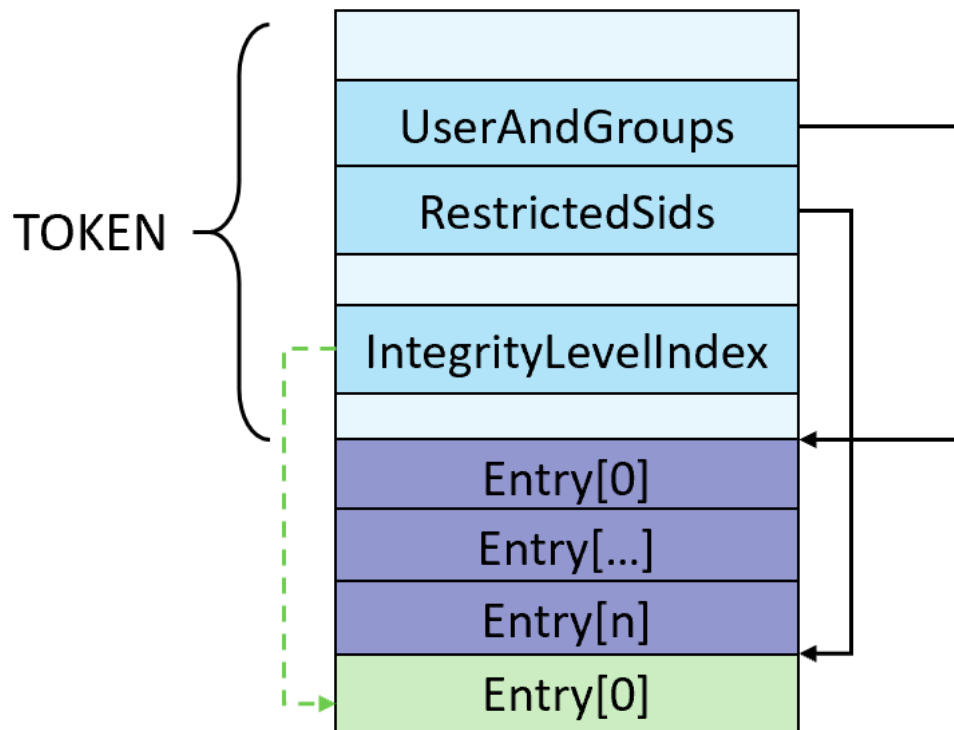 UserAndGroups
RestrictedSids
TOKEN
IntegrityLevelIndex
Entry[0]
Entry[...]
Entry[n]
Entry[0]